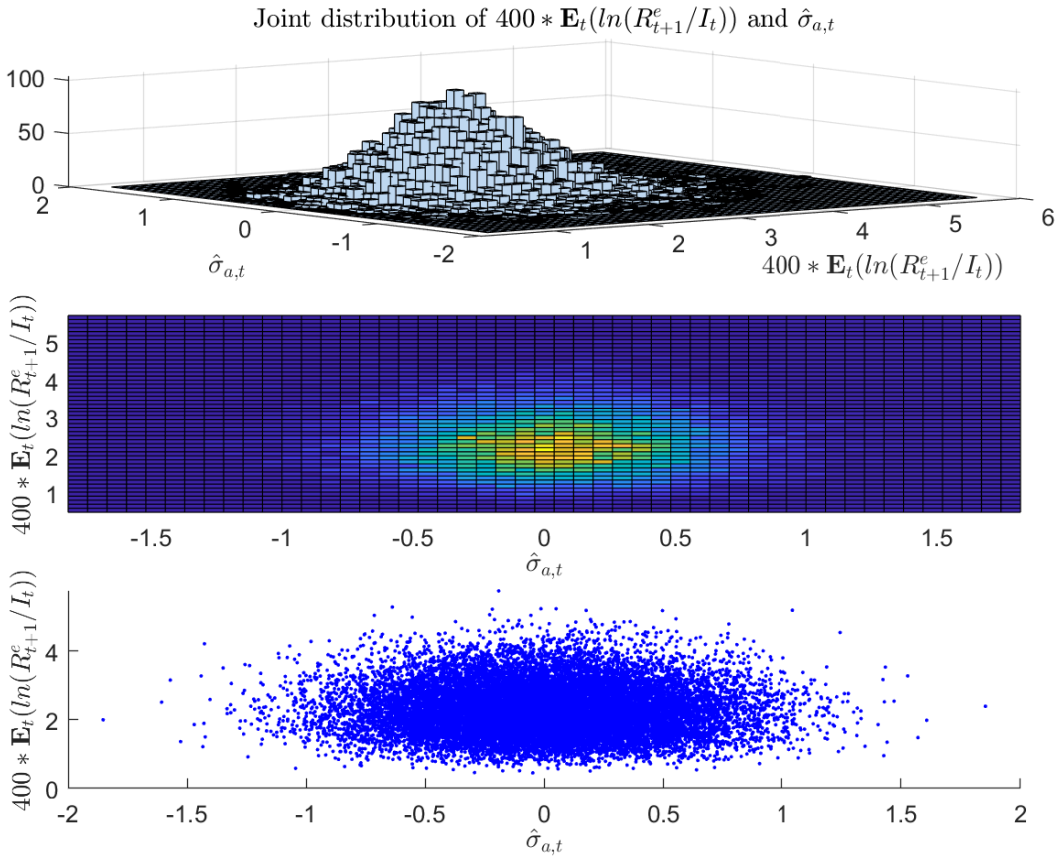 Joint distribution of 400 ∗ E_t(ln(R^e_{t+1}/I_t)) and σ̂_{a,t}
100
50
0
2
1
0
-1
-2
1
2
3
4
5
6
σ̂_{a,t}
400 ∗ E_t(ln(R^e_{t+1}/I_t))
400 ∗ E_t(ln(R^e_{t+1}/I_t))
5
4
3
2
1
-1.5 -1 -0.5 0 0.5 1 1.5
σ̂_{a,t}
400 ∗ E_t(ln(R^e_{t+1}/I_t))
4
2
0
-2 -1.5 -1 -0.5 0 0.5 1 1.5 2
σ̂_{a,t}